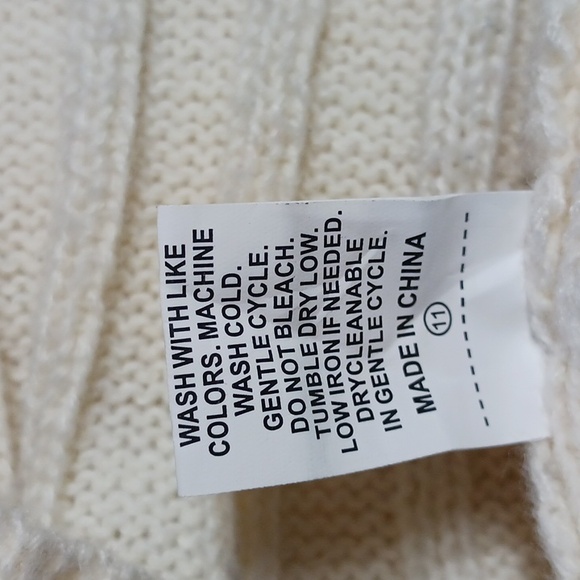 WASH WITH LIKE
COLORS. MACHINE
WASH COLD.
GENTLE CYCLE.
DO NOT BLEACH.
TUMBLE DRY LOW.
LOW IRON IF NEEDED.
DRYCLEANABLE
IN GENTLE CYCLE.
MADE IN CHINA
11